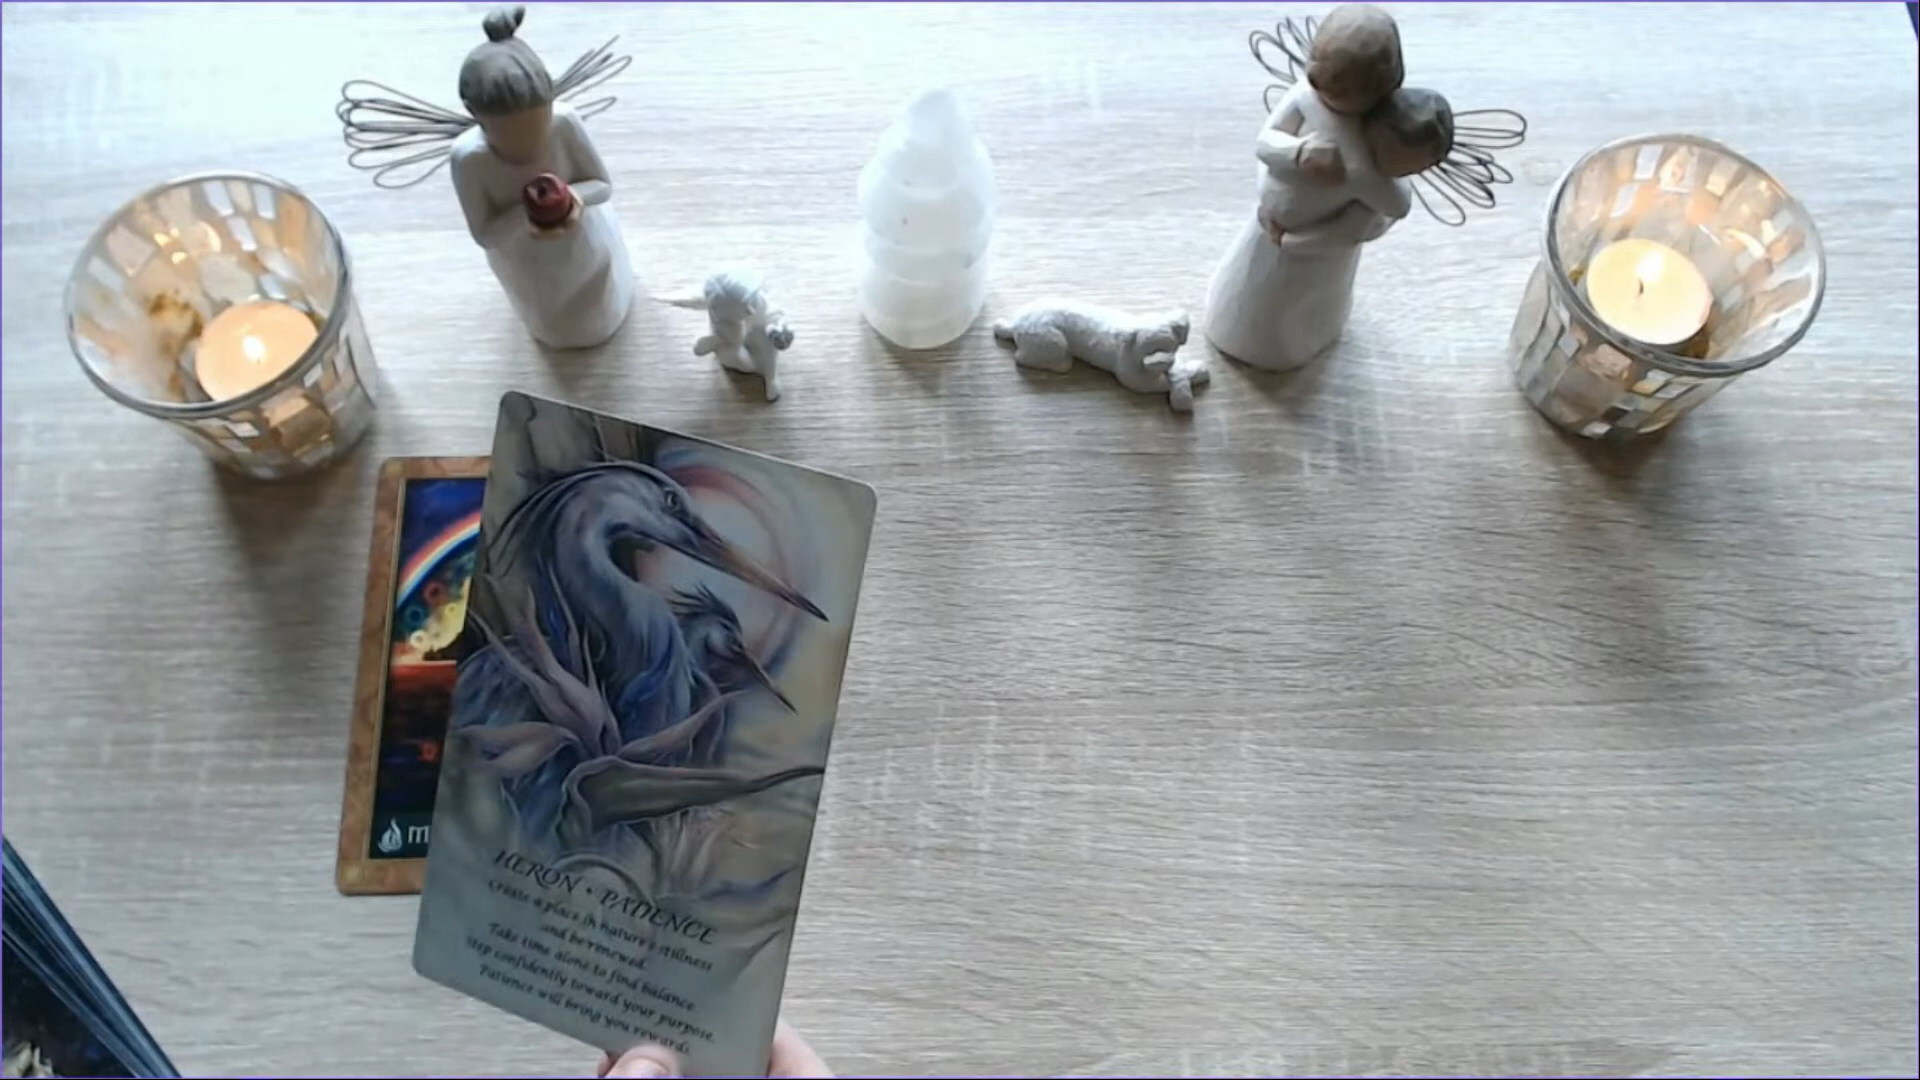 M
HERON • PATIENCE
Create a place in nature's stillness
and be renewed.
Take time alone to find balance.
Step confidently toward your purpose.
Patience will bring you rewards.